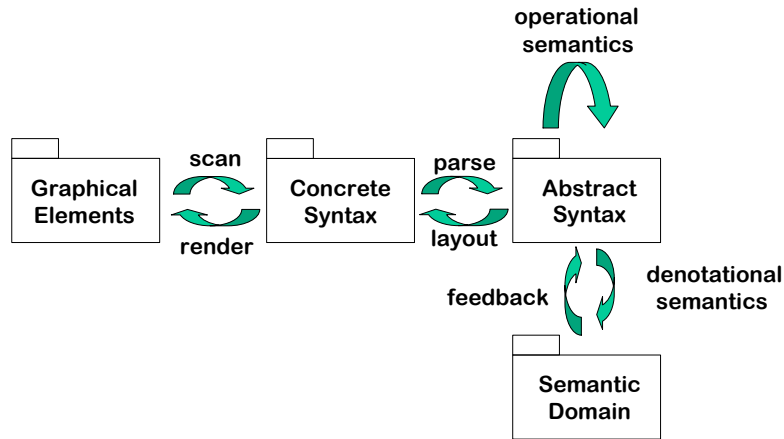 operational
semantics
scan
parse
Graphical
Elements
Concrete
Syntax
Abstract
Syntax
render
layout
feedback
denotational
semantics
Semantic
Domain